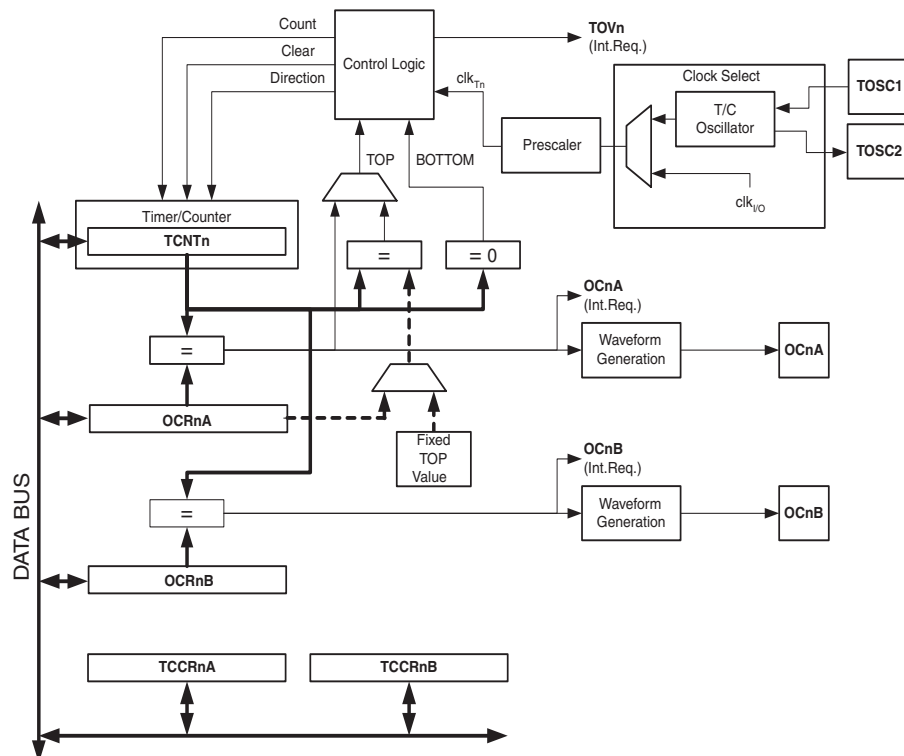 Count
Clear
Direction
Control Logic
TOVn
(Int.Req.)
clkTn
Clock Select
T/C
Oscillator
Prescaler
TOSC1
TOSC2
clkI/O
TOP
BOTTOM
Timer/Counter
TCNTn
=
= 0
OCnA
(Int.Req.)
=
Waveform
Generation
OCnA
OCRnA
Fixed
TOP
Value
OCnB
(Int.Req.)
=
Waveform
Generation
OCnB
OCRnB
DATA BUS
TCCRnA
TCCRnB